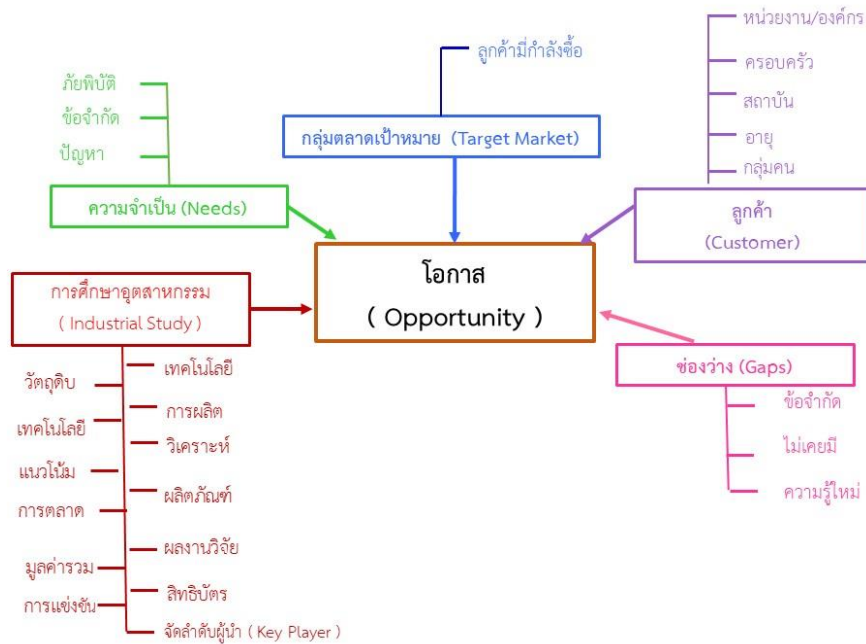 ภัยพิบัติ
ข้อจำกัด
ปัญหา
ความจำเป็น (Needs)
ลูกค้ามี่กำลังซื้อ
กลุ่มตลาดเป้าหมาย (Target Market)
หน่วยงาน/องค์กร
ครอบครัว
สถาบัน
อายุ
กลุ่มคน
ลูกค้า
(Customer)
โอกาส
( Opportunity )
การศึกษาอุตสาหกรรม
( Industrial Study )
วัตถุดิบ
เทคโนโลยี
แนวโน้ม
การตลาด
มูลค่ารวม
การแข่งขัน
เทคโนโลยี
การผลิต
วิเคราะห์
ผลิตภัณฑ์
ผลงานวิจัย
สิทธิบัตร
จัดลำดับผู้นำ ( Key Player )
ช่องว่าง (Gaps)
ข้อจำกัด
ไม่เคยมี
ความรู้ใหม่